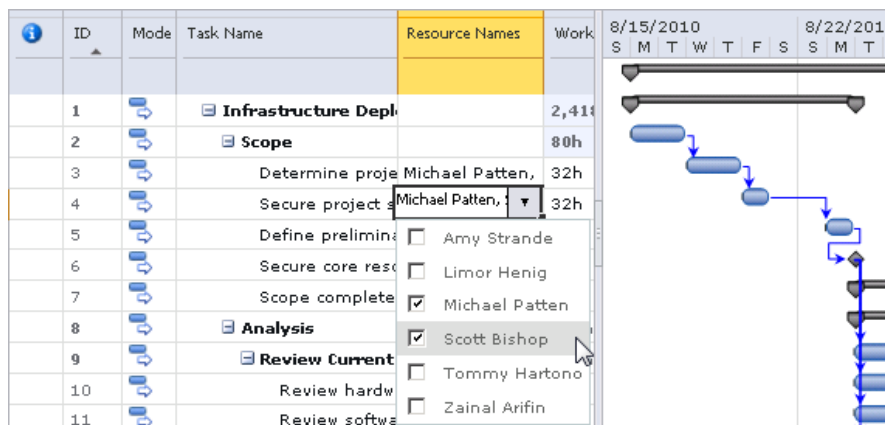 ID Mode Task Name Resource Names Work 8/15/2010 8/22/201
S M T W T F S S M T
1 Infrastructure Depl 2,418
2 Scope 80h
3 Determine proje Michael Patten, 32h
4 Secure project s Michael Patten, 32h
5 Define prelimina
Amy Strande
6 Secure core reso
Limor Henig
7 Scope complete
Michael Patten
8 Analysis
Scott Bishop
9 Review Current
Tommy Hartono
10 Review hardw
Zainal Arifin
11 Review softwa